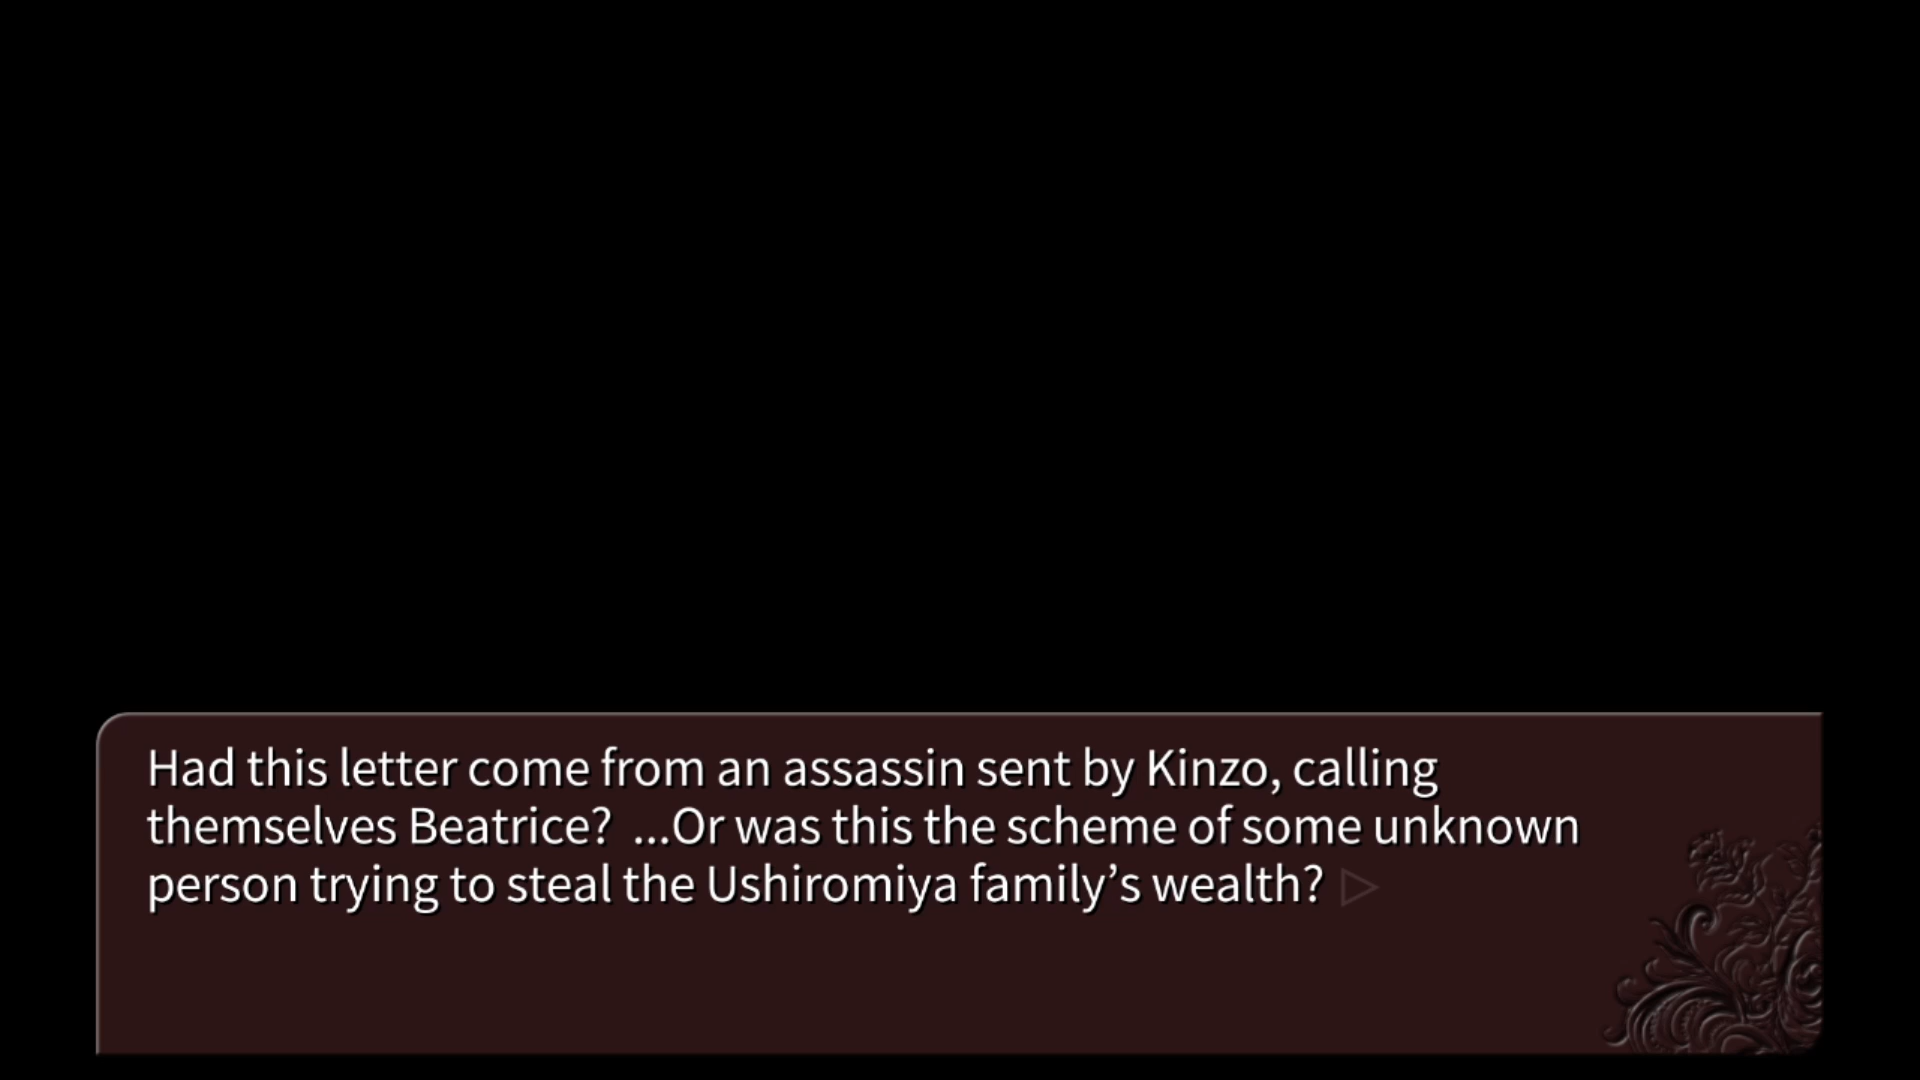 Had this letter come from an assassin sent by Kinzo, calling
themselves Beatrice?  ...Or was this the scheme of some unknown
person trying to steal the Ushiromiya family’s wealth?